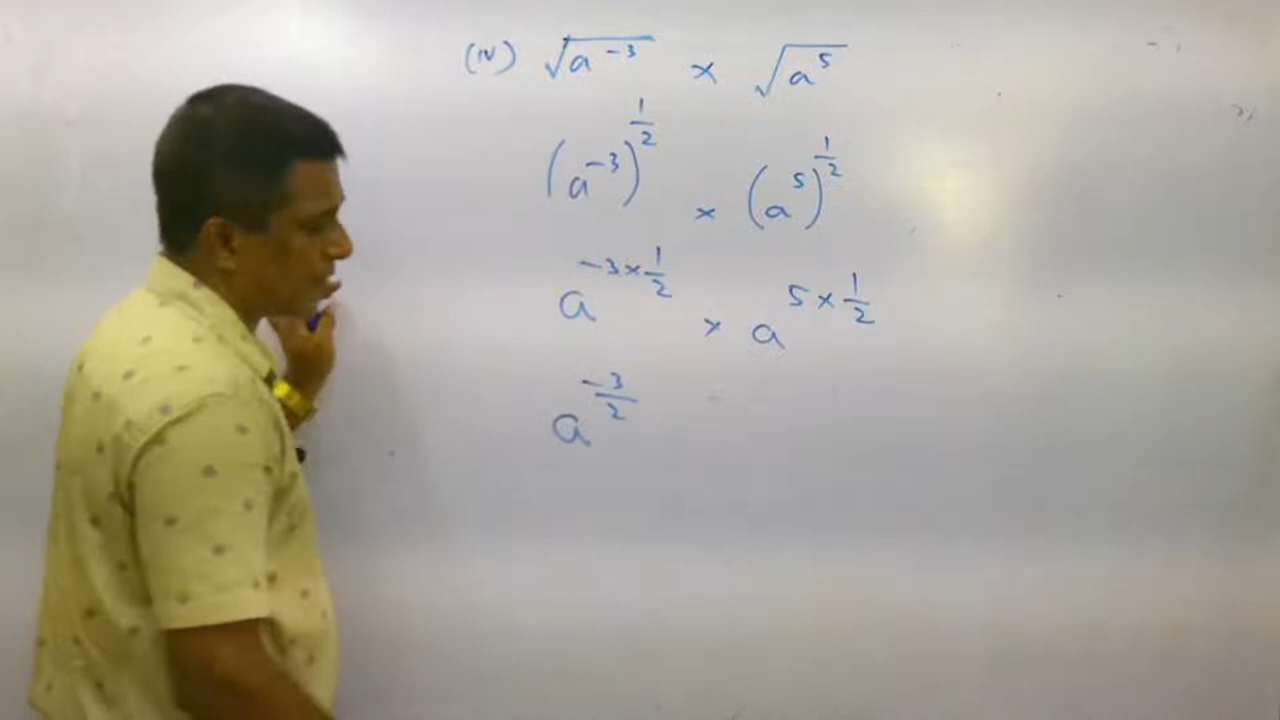 (iv) √a⁻³ × √a⁵
(a⁻³)^(1/2) × (a⁵)^(1/2)
a^(-3×1/2) × a^(5×1/2)
a^(-3/2)